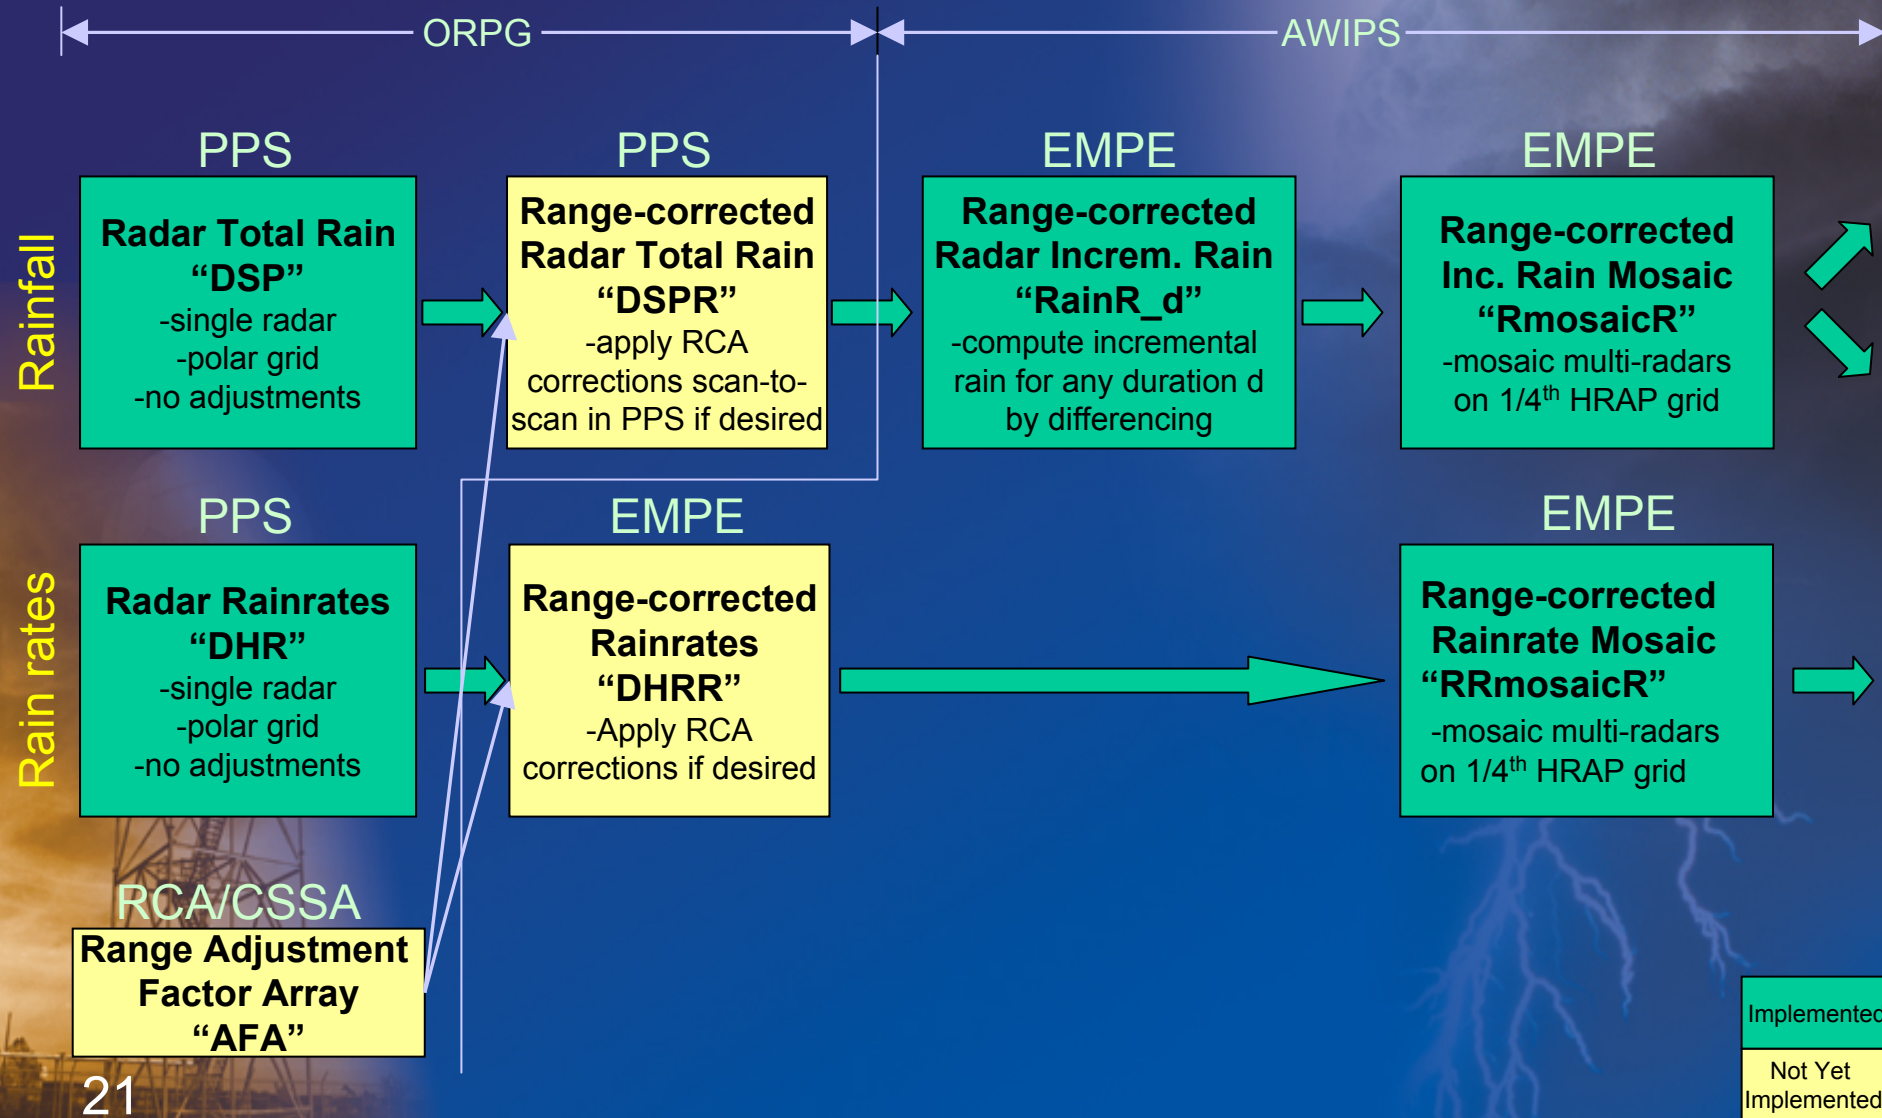 ORPG
AWIPS
Rainfall
PPS
Radar Total Rain
“DSP”
-single radar
-polar grid
-no adjustments
PPS
Range-corrected
Radar Total Rain
“DSPR”
-apply RCA
corrections scan-to-
scan in PPS if desired
EMPE
Range-corrected
Radar Increm. Rain
“RainR_d”
-compute incremental
rain for any duration d
by differencing
EMPE
Range-corrected
Inc. Rain Mosaic
“RmosaicR”
-mosaic multi-radars
on 1/4th HRAP grid
Rain rates
PPS
Radar Rainrates
“DHR”
-single radar
-polar grid
-no adjustments
EMPE
Range-corrected
Rainrates
“DHRR”
-Apply RCA
corrections if desired
EMPE
Range-corrected
Rainrate Mosaic
“RRmosaicR”
-mosaic multi-radars
on 1/4th HRAP grid
RCA/CSSA
Range Adjustment
Factor Array
“AFA”
Implemented
Not Yet
Implemented
21